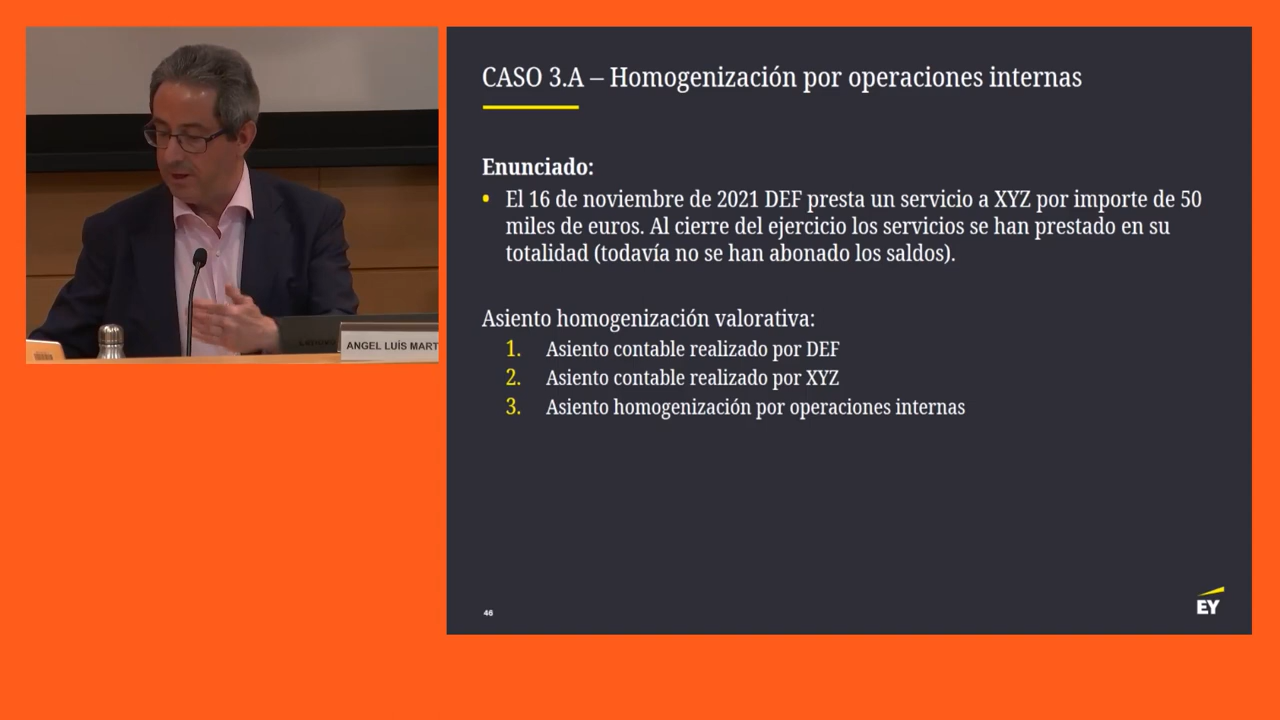 CASO 3.A – Homogenización por operaciones internas
Enunciado:
• El 16 de noviembre de 2021 DEF presta un servicio a XYZ por importe de 50
miles de euros. Al cierre del ejercicio los servicios se han prestado en su
totalidad (todavía no se han abonado los saldos).
Asiento homogenización valorativa:
1. Asiento contable realizado por DEF
2. Asiento contable realizado por XYZ
3. Asiento homogenización por operaciones internas
46
EY
ANGEL LUÍS MART